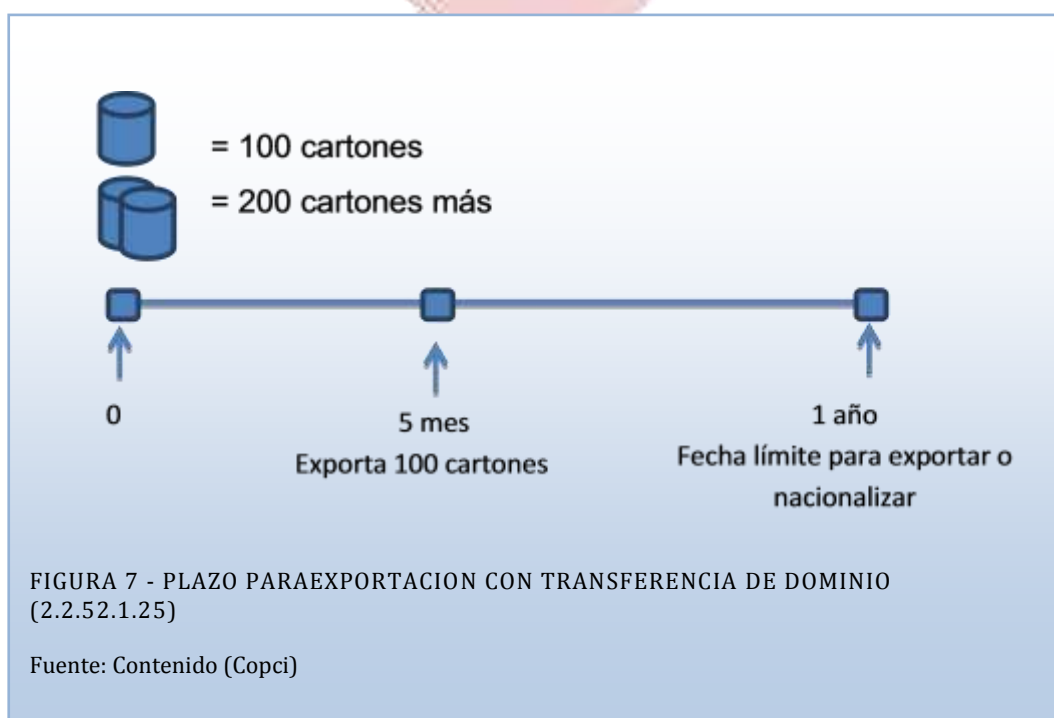 = 100 cartones
= 200 cartones más
0
5 mes
Exporta 100 cartones
1 año
Fecha límite para exportar o
nacionalizar
FIGURA 7 - PLAZO PARAEXPORTACION CON TRANSFERENCIA DE DOMINIO
(2.2.52.1.25)
Fuente: Contenido (Copci)